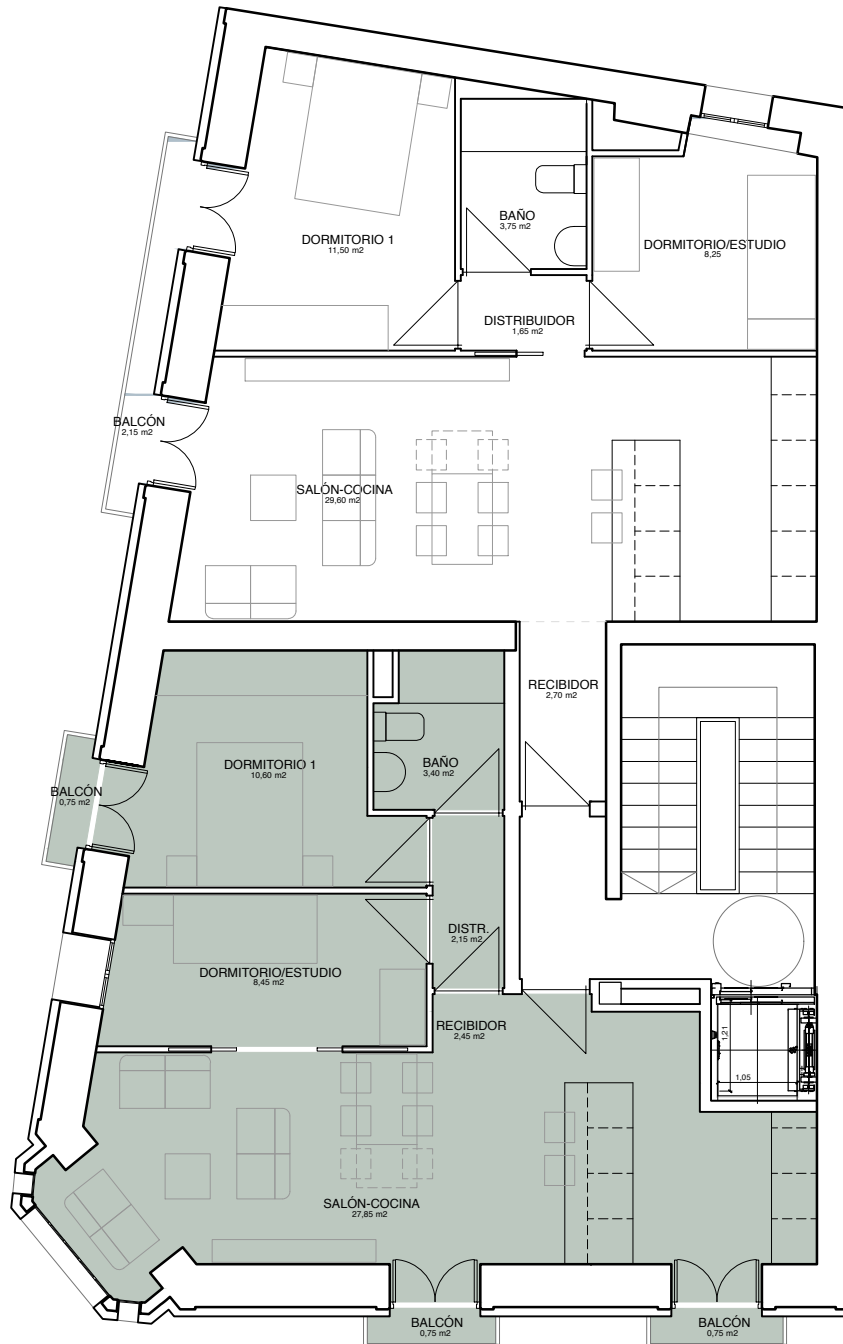 BAÑO
3,75 m2
DORMITORIO 1
11,50 m2
DORMITORIO/ESTUDIO
8,25
DISTRIBUIDOR
1,65 m2
BALCÓN
2,15 m2
SALÓN-COCINA
29,60 m2
RECIBIDOR
2,70 m2
DORMITORIO 1
10,60 m2
BAÑO
3,40 m2
BALCÓN
0,75 m2
DISTR.
2,15 m2
DORMITORIO/ESTUDIO
8,45 m2
RECIBIDOR
2,45 m2
1,21
1,05
SALÓN-COCINA
27,85 m2
BALCÓN
0,75 m2
BALCÓN
0,75 m2